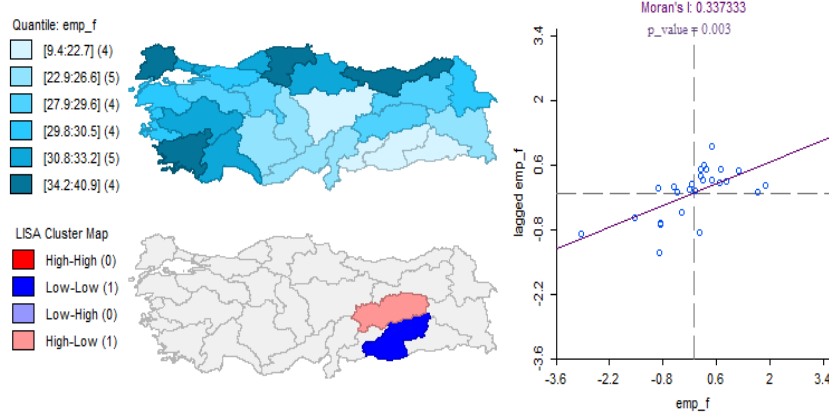 Quantile: emp_f
[9.4:22.7] (4)
[22.9:26.6] (5)
[27.9:29.6] (4)
[29.8:30.5] (4)
[30.8:33.2] (5)
[34.2:40.9] (4)
LISA Cluster Map
High-High (0)
Low-Low (1)
Low-High (0)
High-Low (1)
Moran's I: 0.337333
p_value = 0.003
3.4
2
0.6
-0.8
-2.2
-3.6
lagged emp_f
-3.6
-2.2
-0.8
0.6
2
3.4
emp_f